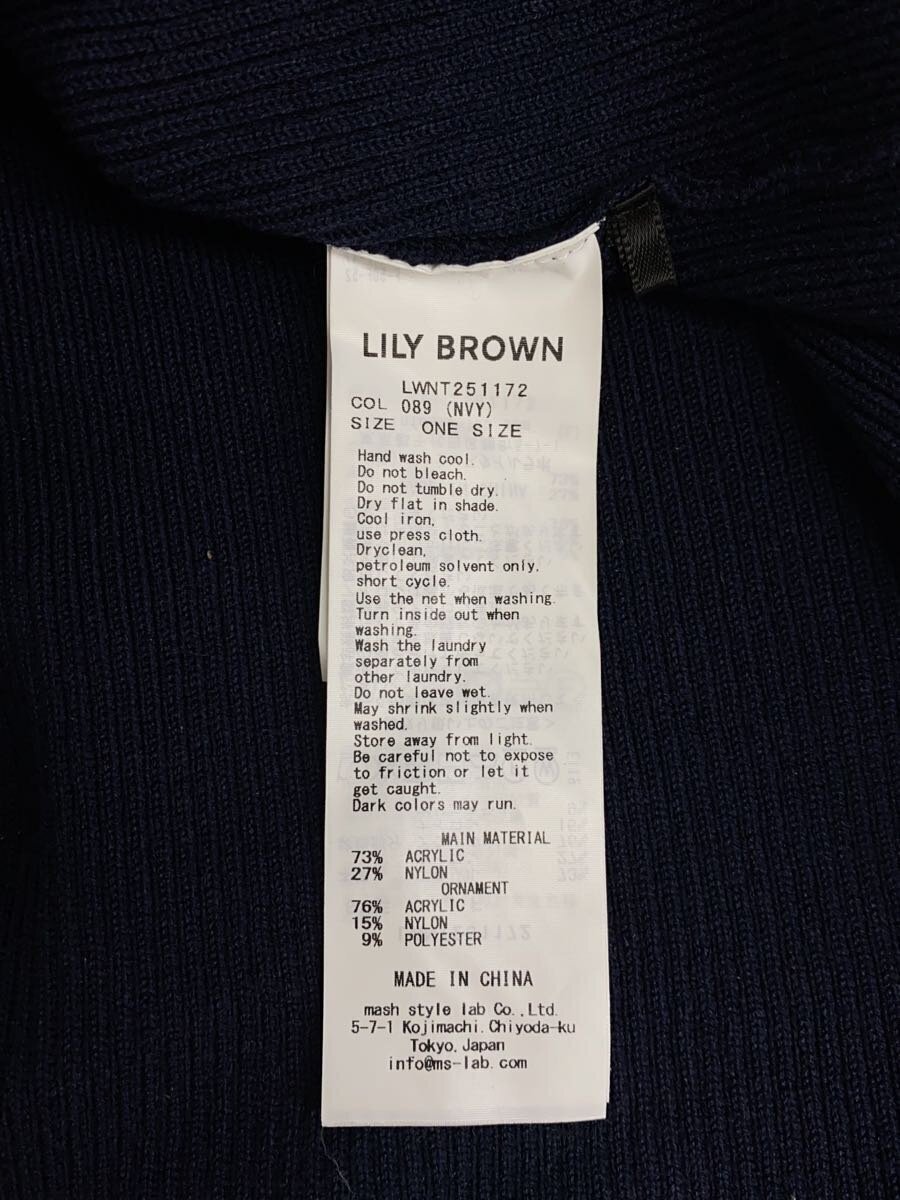 LILY BROWN
LWNT251172
COL 089 (NVY)
SIZE ONE SIZE
Hand wash cool.
Do not bleach.
Do not tumble dry.
Dry flat in shade.
Cool iron,
use press cloth.
Dryclean,
petroleum solvent only.
short cycle.
Use the net when washing.
Turn inside out when
washing.
Wash the laundry
separately from
other laundry.
Do not leave wet.
May shrink slightly when
washed.
Store away from light.
Be careful not to expose
to friction or let it
get caught.
Dark colors may run.
MAIN MATERIAL
73% ACRYLIC
27% NYLON
ORNAMENT
76% ACRYLIC
15% NYLON
9% POLYESTER
MADE IN CHINA
mash style lab Co.,Ltd.
5-7-1 Kojimachi.Chiyoda-ku
Tokyo, Japan
info@ms-lab.com